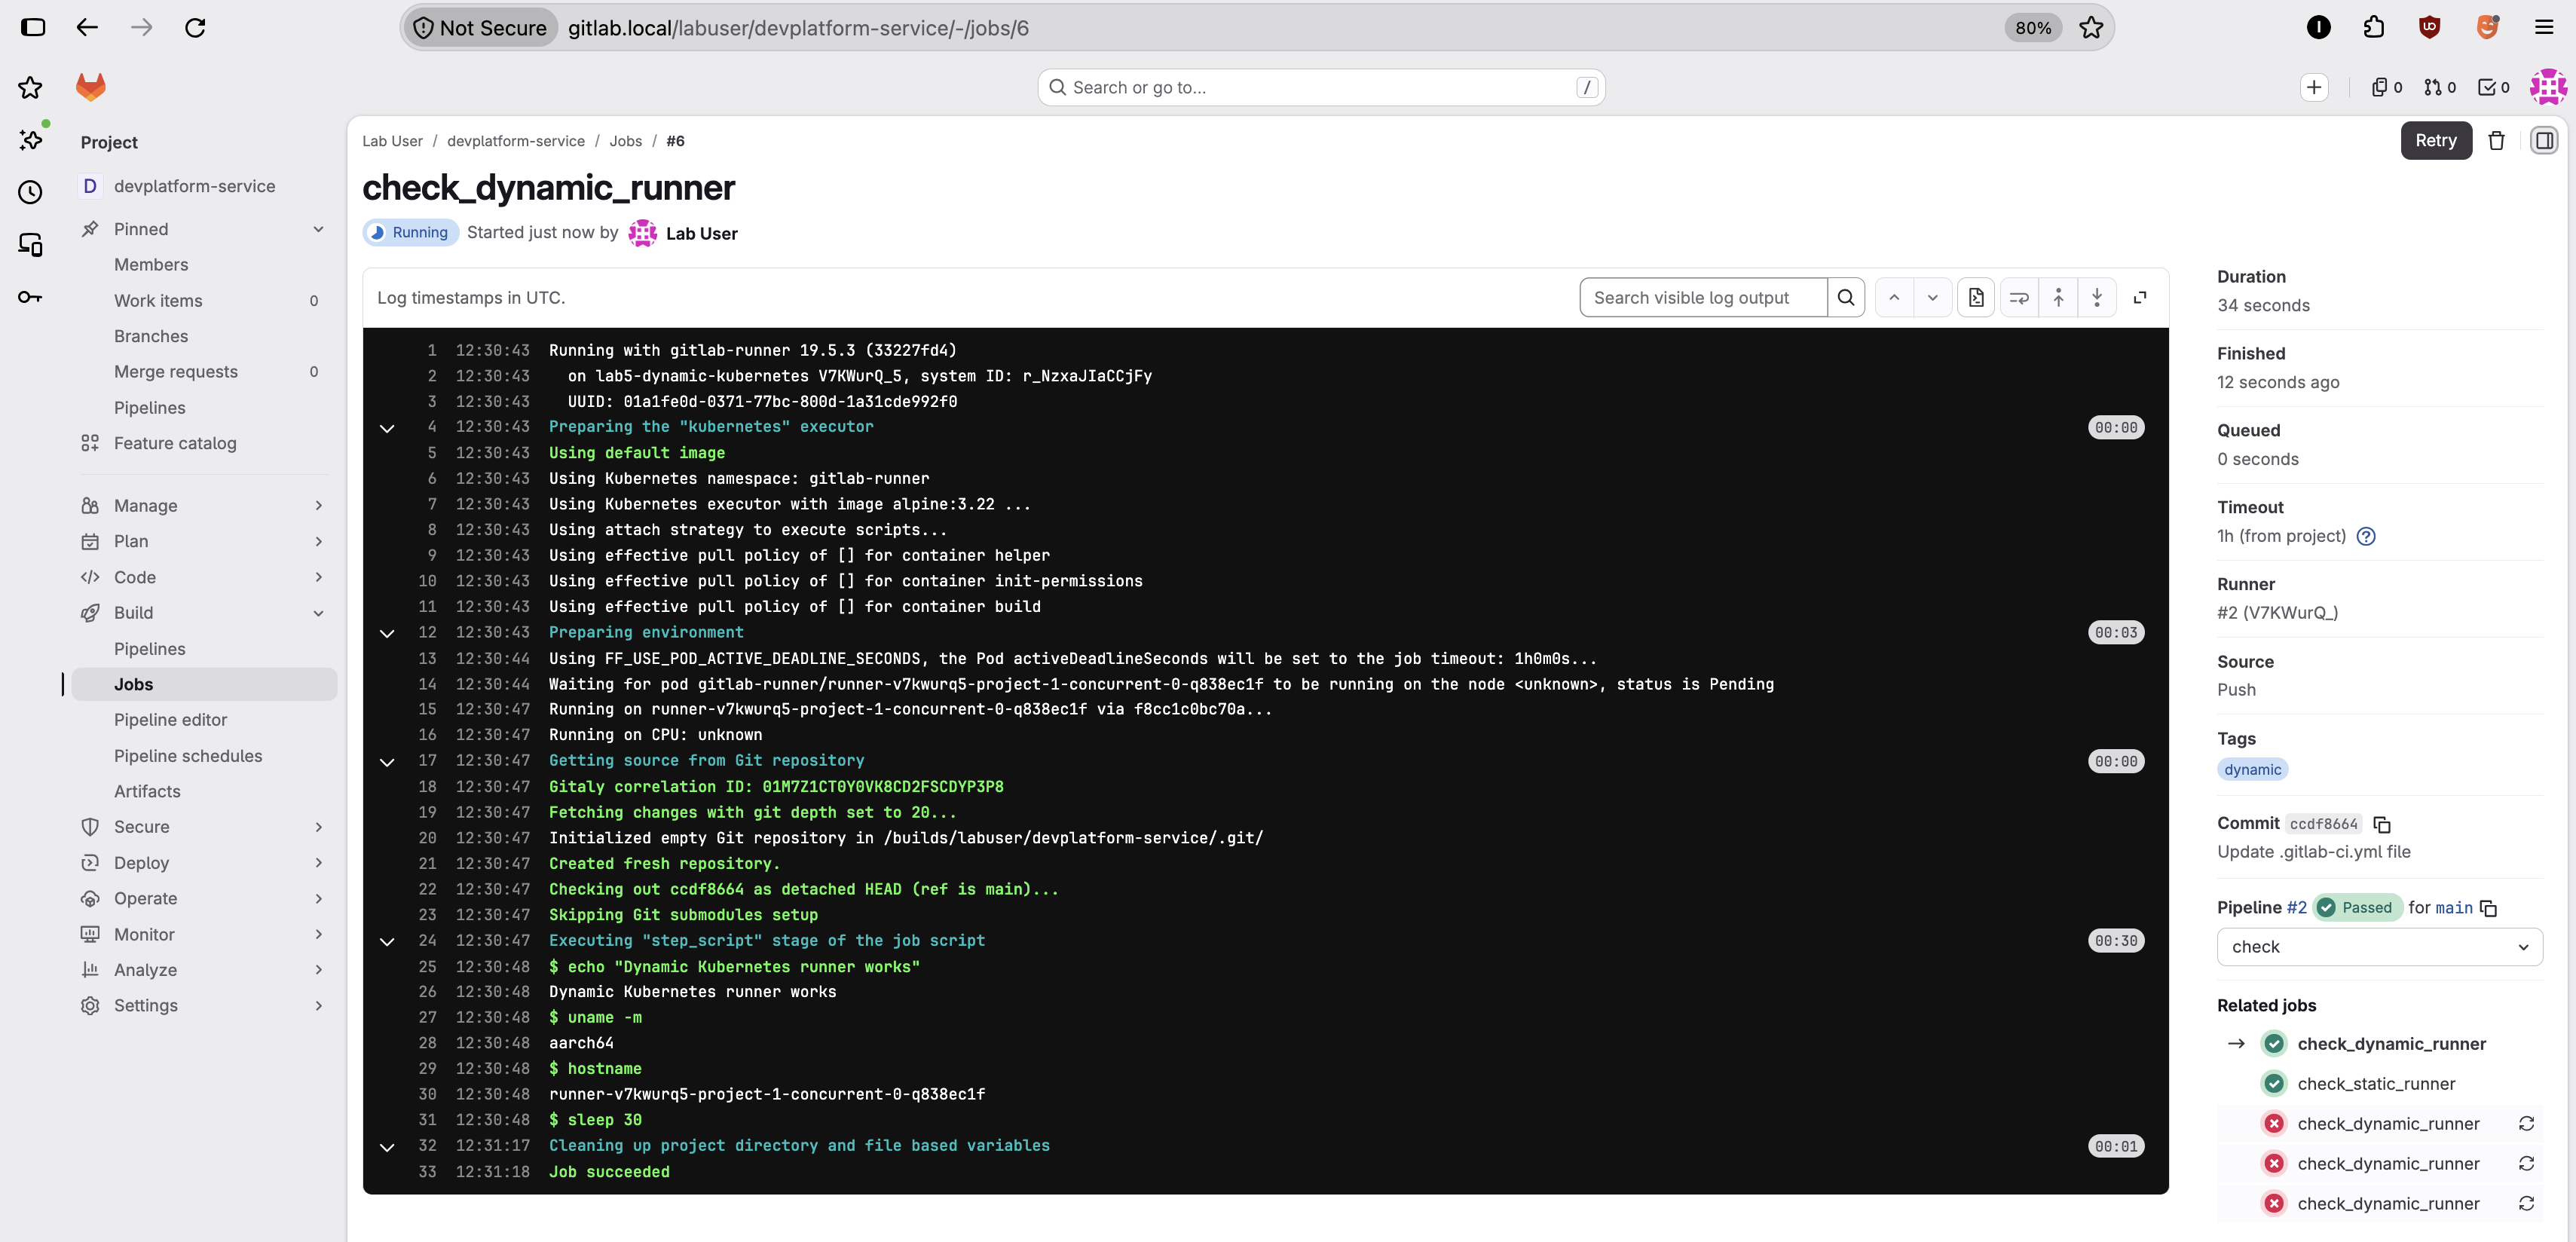 Not Secure gitlab.local/labuser/devplatform-service/-/jobs/6 80%
Search or go to... /
0 0 0
Project
D devplatform-service
Pinned
Members
Work items 0
Branches
Merge requests 0
Pipelines
Feature catalog
Manage
Plan
Code
Build
Pipelines
Jobs
Pipeline editor
Pipeline schedules
Artifacts
Secure
Deploy
Operate
Monitor
Analyze
Settings
Lab User / devplatform-service / Jobs / #6
Retry
check_dynamic_runner
Running Started just now by Lab User
Log timestamps in UTC.
Search visible log output
1 12:30:43 Running with gitlab-runner 19.5.3 (33227fd4)
2 12:30:43 on lab5-dynamic-kubernetes V7KWurQ_5, system ID: r_NzxaJIaCCjFy
3 12:30:43 UUID: 01a1fe0d-0371-77bc-800d-1a31cde992f0
4 12:30:43 Preparing the "kubernetes" executor 00:00
5 12:30:43 Using default image
6 12:30:43 Using Kubernetes namespace: gitlab-runner
7 12:30:43 Using Kubernetes executor with image alpine:3.22 ...
8 12:30:43 Using attach strategy to execute scripts...
9 12:30:43 Using effective pull policy of [] for container helper
10 12:30:43 Using effective pull policy of [] for container init-permissions
11 12:30:43 Using effective pull policy of [] for container build
12 12:30:43 Preparing environment 00:03
13 12:30:44 Using FF_USE_POD_ACTIVE_DEADLINE_SECONDS, the Pod activeDeadlineSeconds will be set to the job timeout: 1h0m0s...
14 12:30:44 Waiting for pod gitlab-runner/runner-v7kwurq5-project-1-concurrent-0-q838ec1f to be running on the node <unknown>, status is Pending
15 12:30:47 Running on runner-v7kwurq5-project-1-concurrent-0-q838ec1f via f8cc1c0bc70a...
16 12:30:47 Running on CPU: unknown
17 12:30:47 Getting source from Git repository 00:00
18 12:30:47 Gitaly correlation ID: 01M7Z1CT0Y0VK8CD2FSCDYP3P8
19 12:30:47 Fetching changes with git depth set to 20...
20 12:30:47 Initialized empty Git repository in /builds/labuser/devplatform-service/.git/
21 12:30:47 Created fresh repository.
22 12:30:47 Checking out ccdf8664 as detached HEAD (ref is main)...
23 12:30:47 Skipping Git submodules setup
24 12:30:47 Executing "step_script" stage of the job script 00:30
25 12:30:48 $ echo "Dynamic Kubernetes runner works"
26 12:30:48 Dynamic Kubernetes runner works
27 12:30:48 $ uname -m
28 12:30:48 aarch64
29 12:30:48 $ hostname
30 12:30:48 runner-v7kwurq5-project-1-concurrent-0-q838ec1f
31 12:30:48 $ sleep 30
32 12:31:17 Cleaning up project directory and file based variables 00:01
33 12:31:18 Job succeeded
Duration
34 seconds
Finished
12 seconds ago
Queued
0 seconds
Timeout
1h (from project)
Runner
#2 (V7KWurQ_)
Source
Push
Tags
dynamic
Commit ccdf8664
Update .gitlab-ci.yml file
Pipeline #2 Passed for main
check
Related jobs
check_dynamic_runner
check_static_runner
check_dynamic_runner
check_dynamic_runner
check_dynamic_runner